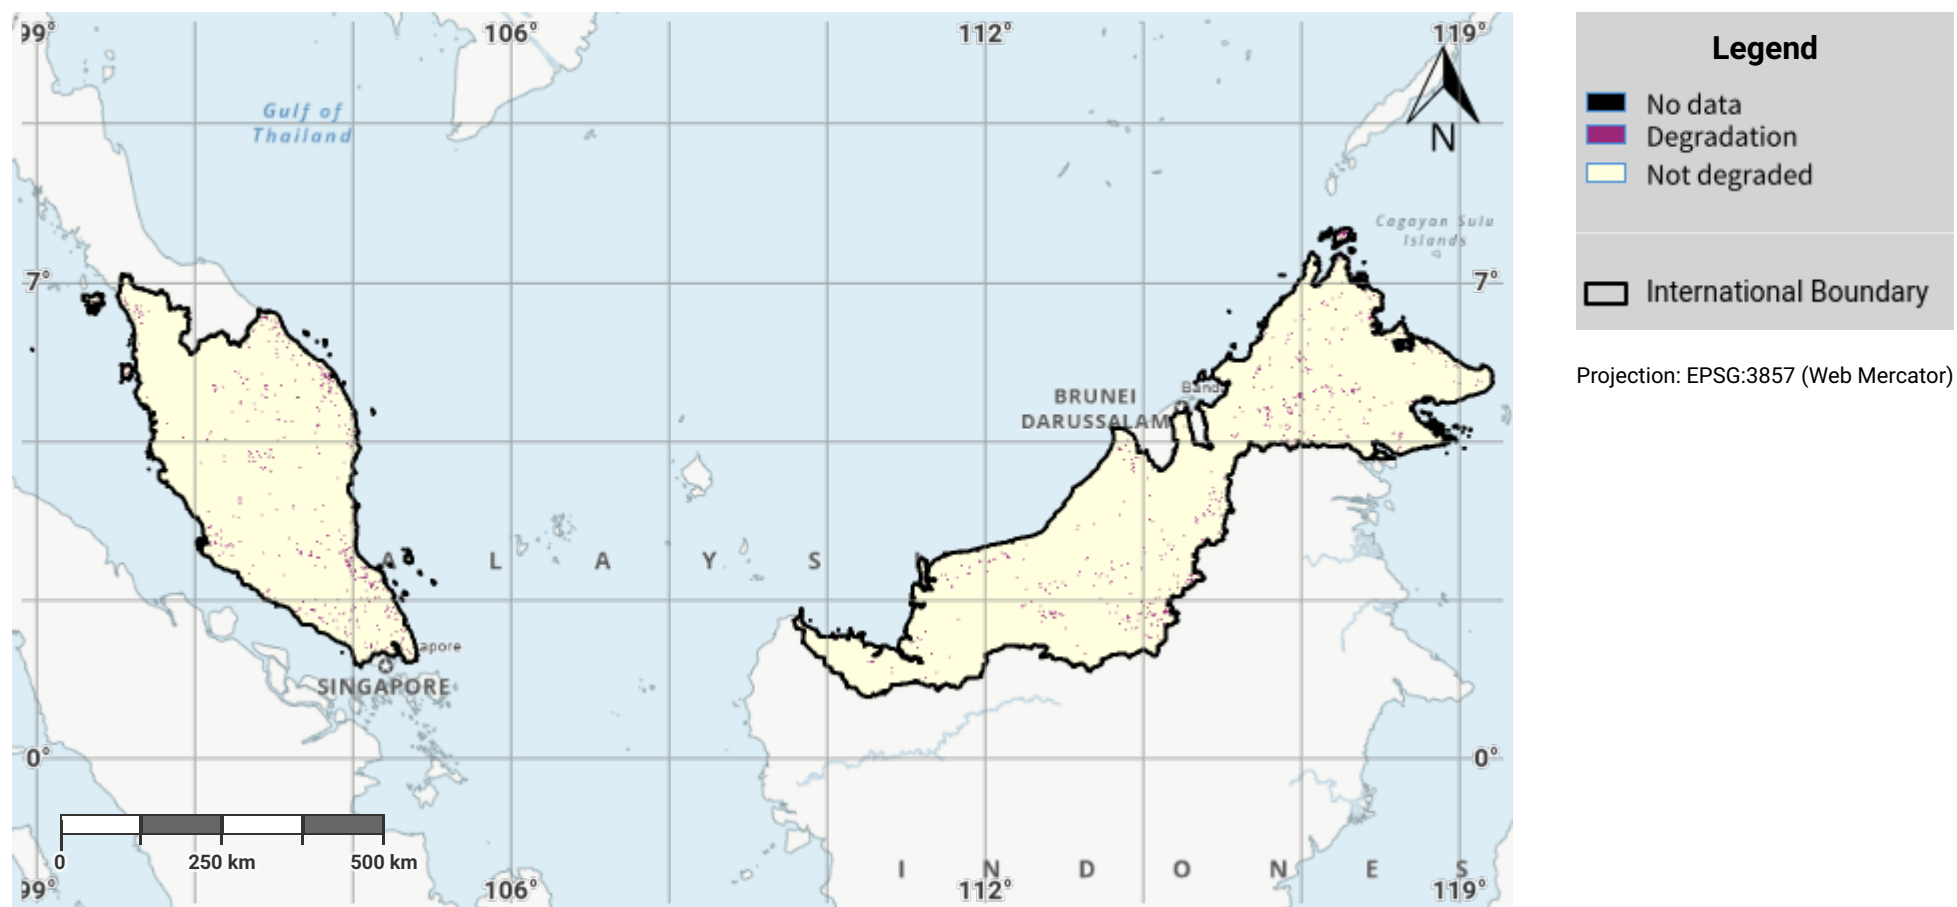 99°
106°
112°
119°
Gulf of
Thailand
N
Cagayan Sulu
Islands
7°
7°
BRUNEI
DARUSSALAM
Band
A L A Y S I
apore
SINGAPORE
0°
0°
0 250 km 500 km
I N D O N E S
99°
106°
112°
119°
Legend
No data
Degradation
Not degraded
International Boundary
Projection: EPSG:3857 (Web Mercator)